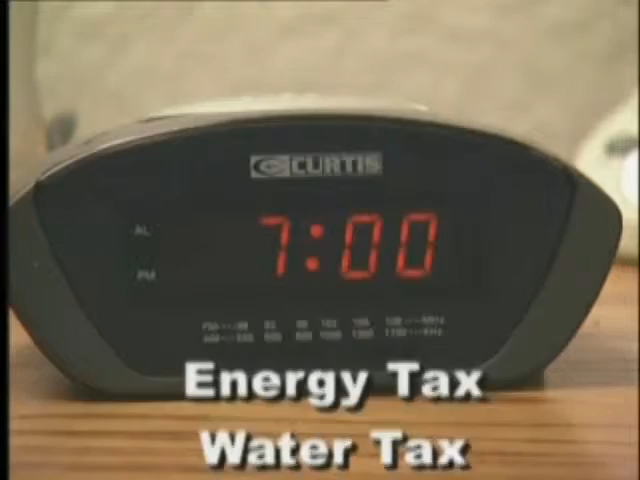 CURTIS
AL
7:00
PM
Energy Tax
Water Tax